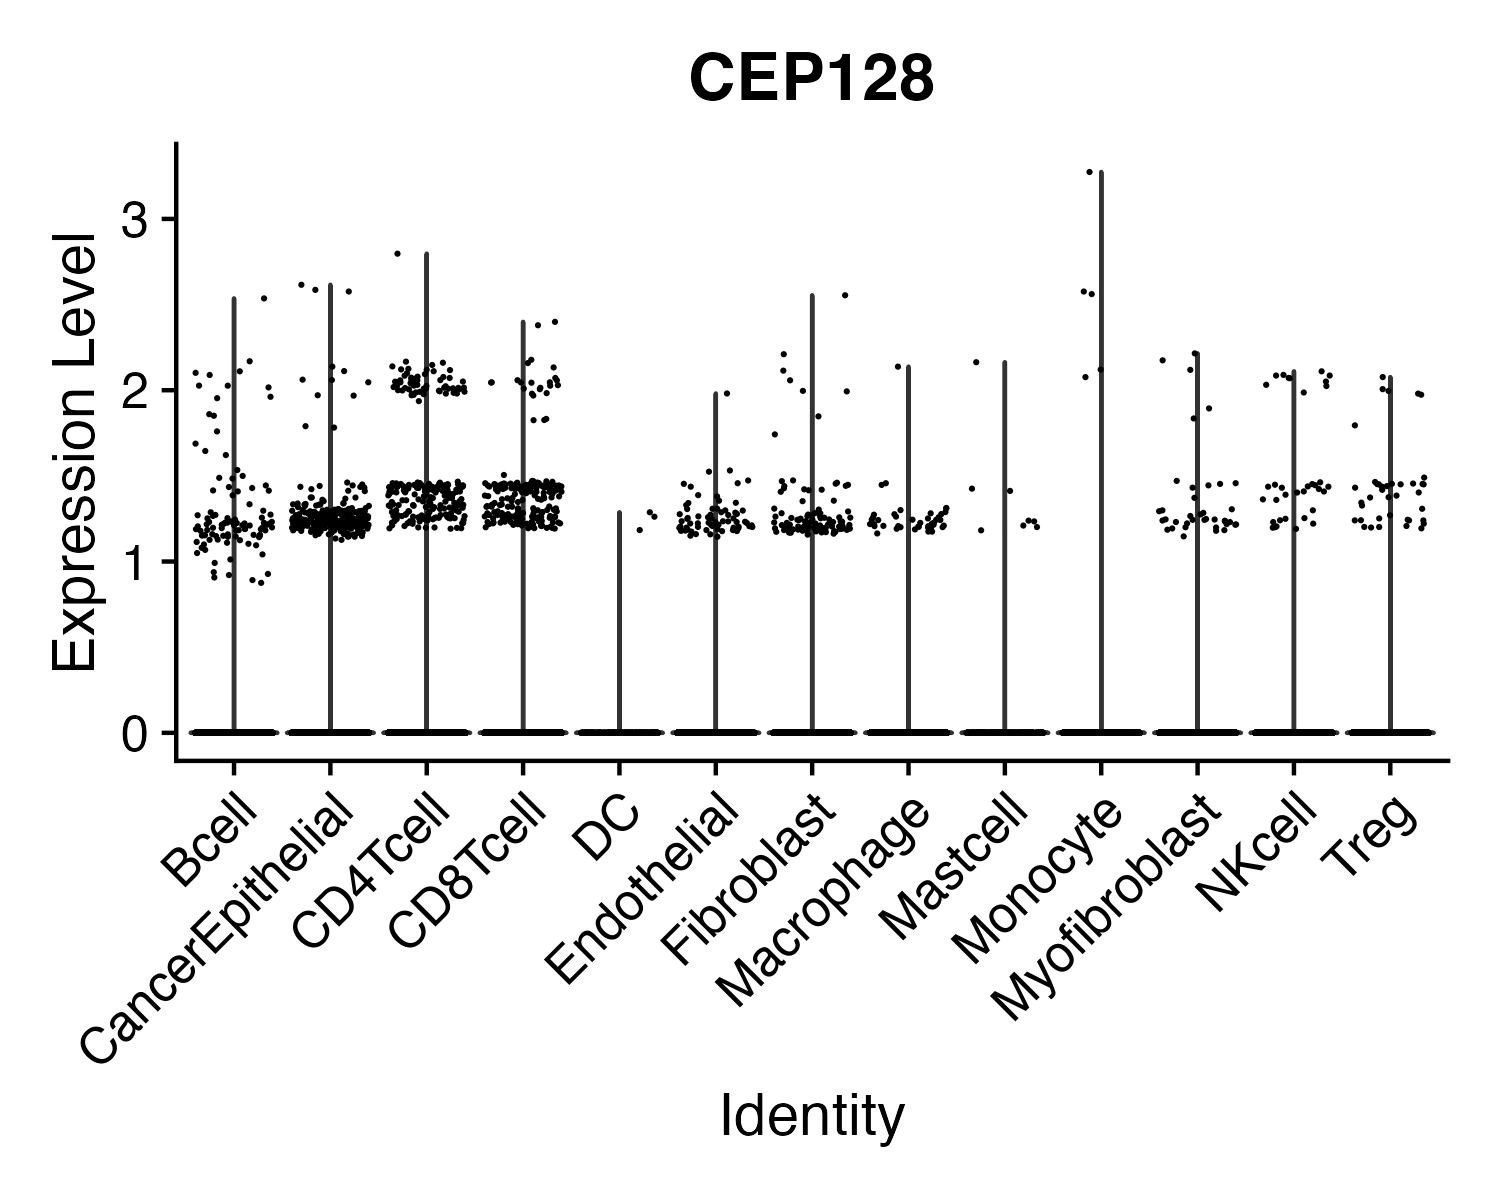 CEP128
Expression Level
3
2
1
0
Bcell
CancerEpithelial
CD4Tcell
CD8Tcell
DC
Endothelial
Fibroblast
Macrophage
Mastcell
Monocyte
Myofibroblast
NKcell
Treg
Identity